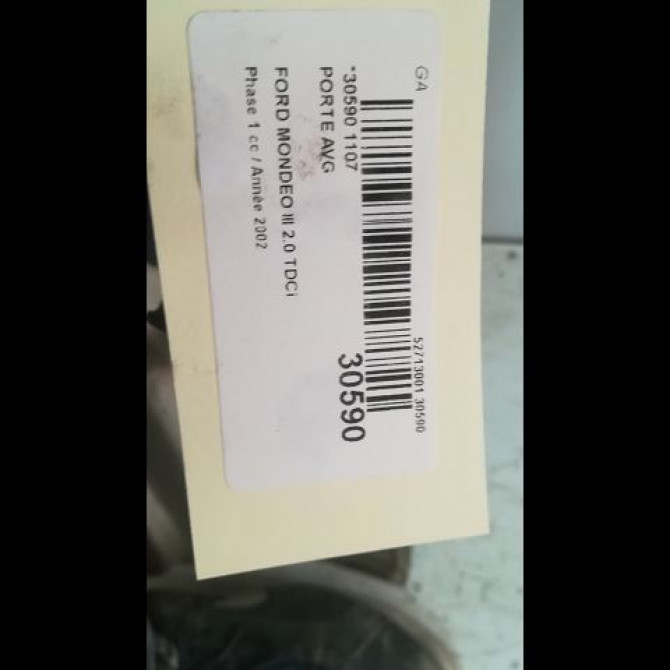 GA
52713001 30590
*30590 1107
30590
PORTE AVG
FORD MONDEO III 2.0 TDCi
Phase 1 cc / Année 2002